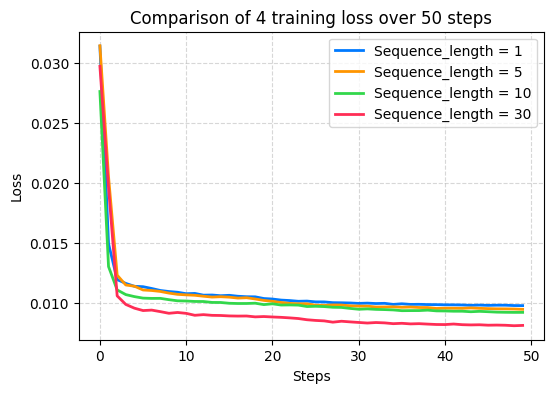 Comparison of 4 training loss over 50 steps
Sequence_length = 1
Sequence_length = 5
Sequence_length = 10
Sequence_length = 30
Loss
0.030
0.025
0.020
0.015
0.010
0 10 20 30 40 50
Steps